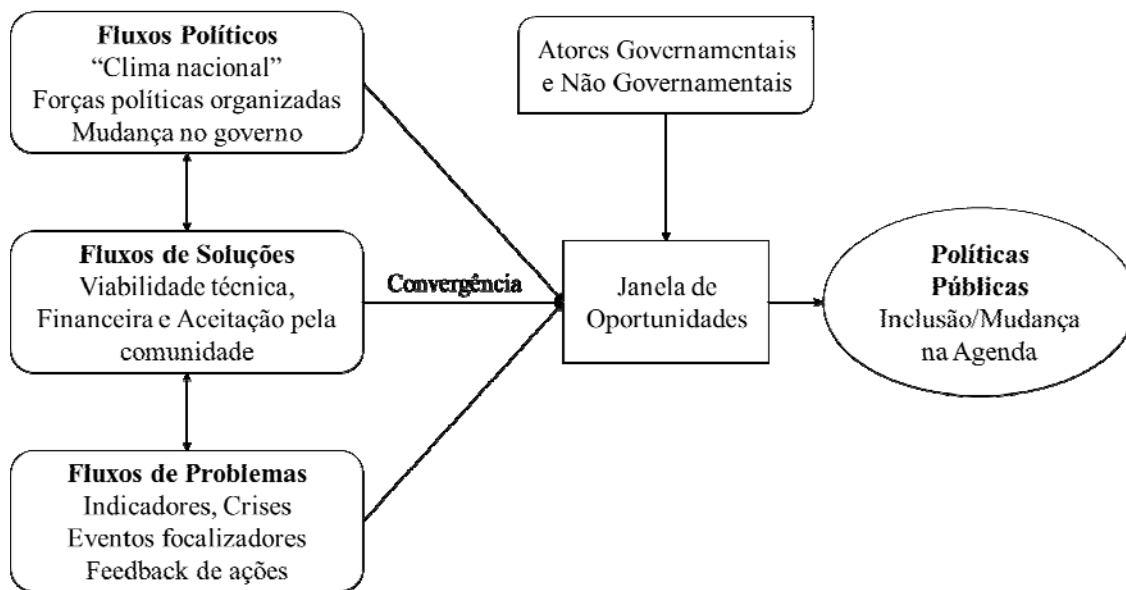 Fluxos Políticos
“Clima nacional”
Forças políticas organizadas
Mudança no governo
Fluxos de Soluções
Viabilidade técnica,
Financeira e Aceitação pela
comunidade
Fluxos de Problemas
Indicadores, Crises
Eventos focalizadores
Feedback de ações
Convergência
Atores Governamentais
e Não Governamentais
Janela de
Oportunidades
Políticas
Públicas
Inclusão/Mudança
na Agenda